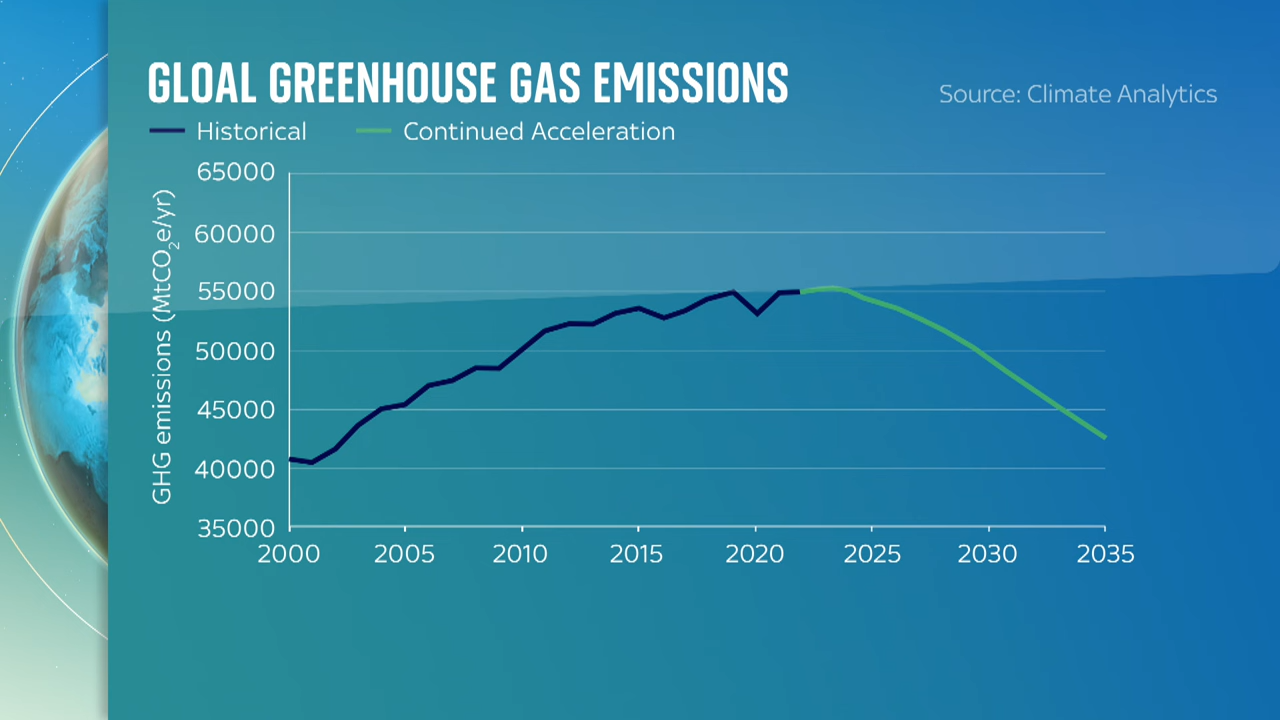 GLOAL GREENHOUSE GAS EMISSIONS
Source: Climate Analytics
Historical
Continued Acceleration
GHG emissions (MtCO₂e/yr)
65000
60000
55000
50000
45000
40000
35000
2000 2005 2010 2015 2020 2025 2030 2035